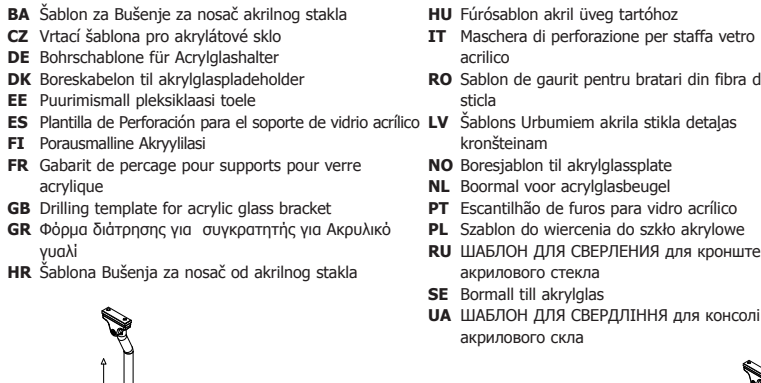 BA Šablon za Bušenje za nosač akrilnog stakla
CZ Vrtací šablona pro akrylátové sklo
DE Bohrschablone für Acrylglashalter
DK Boreskabelon til akrylglaspladeholder
EE Puurimismall pleksiklaasi toele
ES Plantilla de Perforación para el soporte de vidrio acrílico
FI Porausmalline Akryylilasi
FR Gabarit de percage pour supports pour verre
acrylique
GB Drilling template for acrylic glass bracket
GR Φόρμα διάτρησης για συγκρατητής για Ακρυλικό
γυαλί
HR Šablona Bušenja za nosač od akrilnog stakla
HU Fúrósablon akril üveg tartóhoz
IT Maschera di perforazione per staffa vetro
acrilico
RO Sablon de gaurit pentru bratari din fibra d
sticla
LV Šablons Urbumiem akrila stikla detaļas
kronšteinam
NO Boresjablon til akrylglassplate
NL Boormal voor acrylglasbeugel
PT Escantilhão de furos para vidro acrílico
PL Szablon do wiercenia do szkło akrylowe
RU ШАБЛОН ДЛЯ СВЕРЛЕНИЯ для кронште
акрилового стекла
SE Bormall till akrylglas
UA ШАБЛОН ДЛЯ СВЕРДЛІННЯ для консолі
акрилового скла